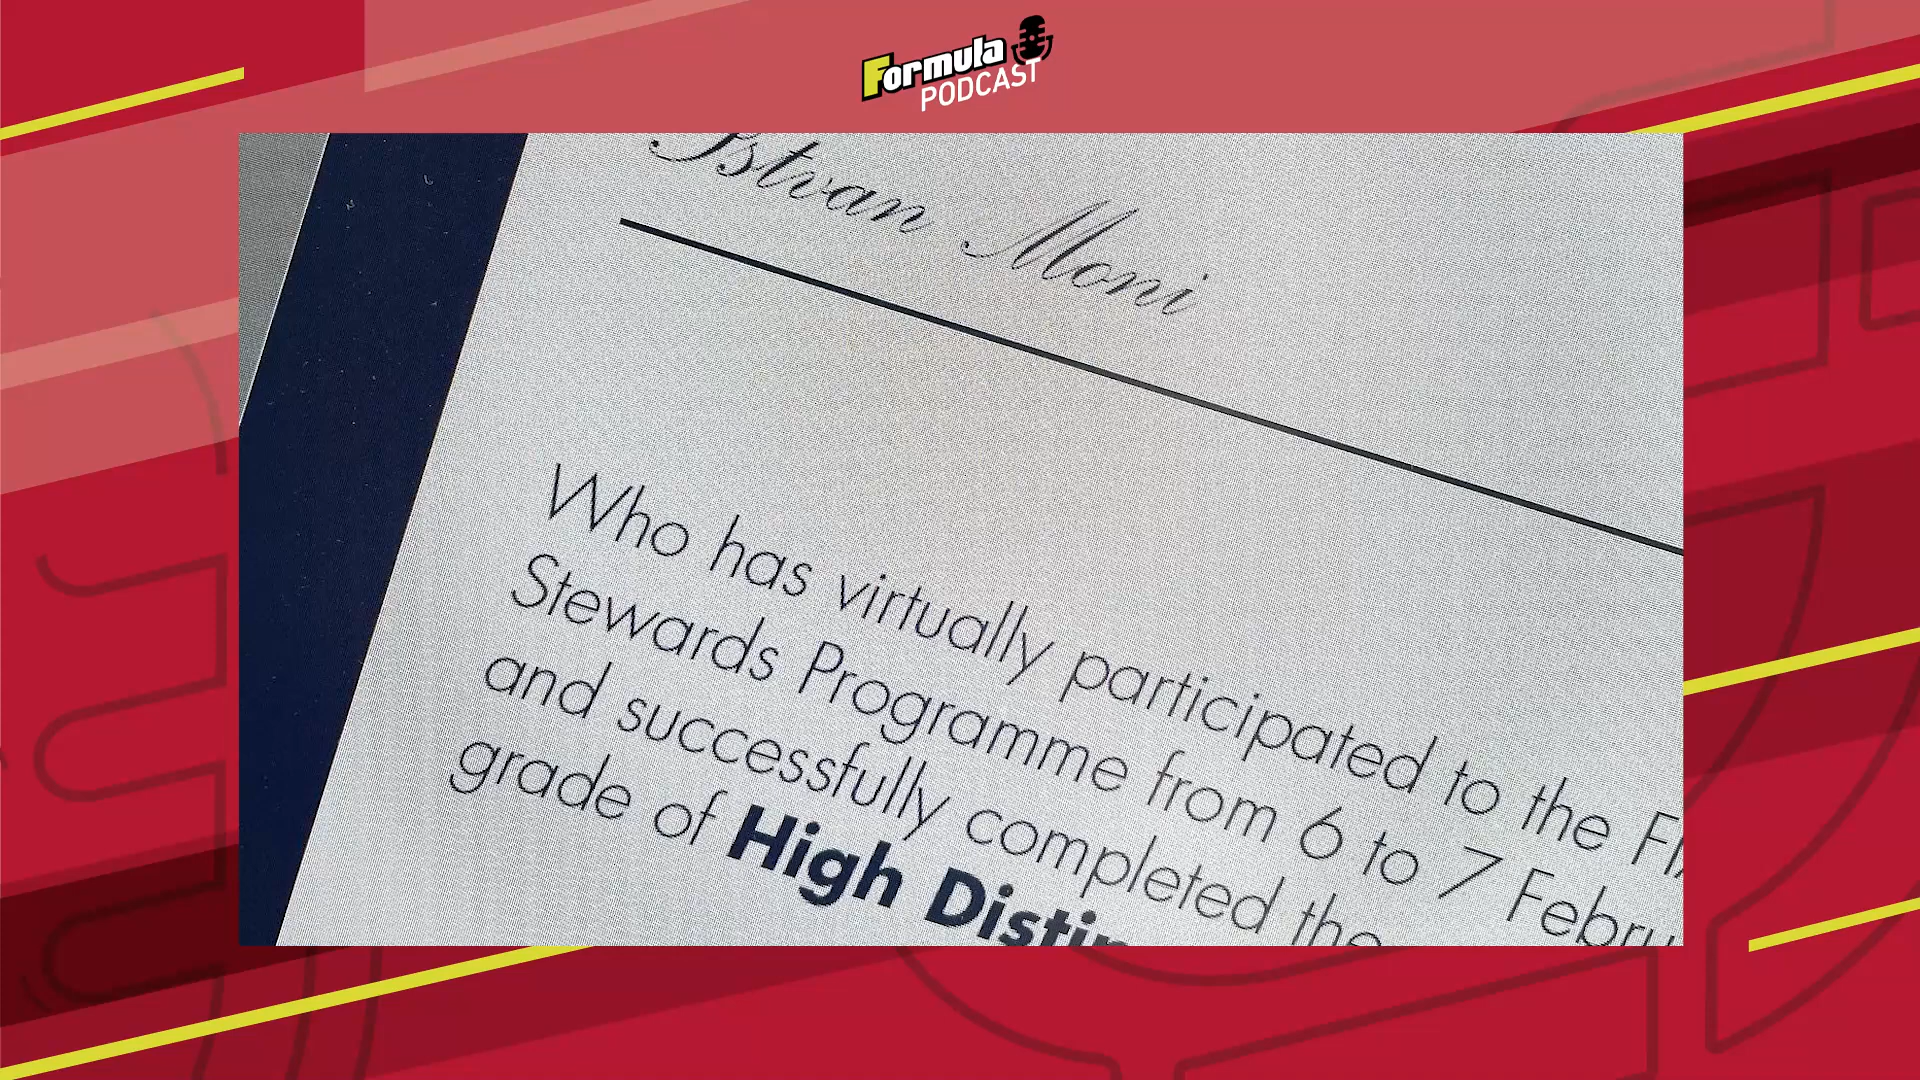 Formula
PODCAST
Istvan Moni
Who has virtually participated to the
Stewards Programme from 6 to 7
and successfully completed the
grade of High